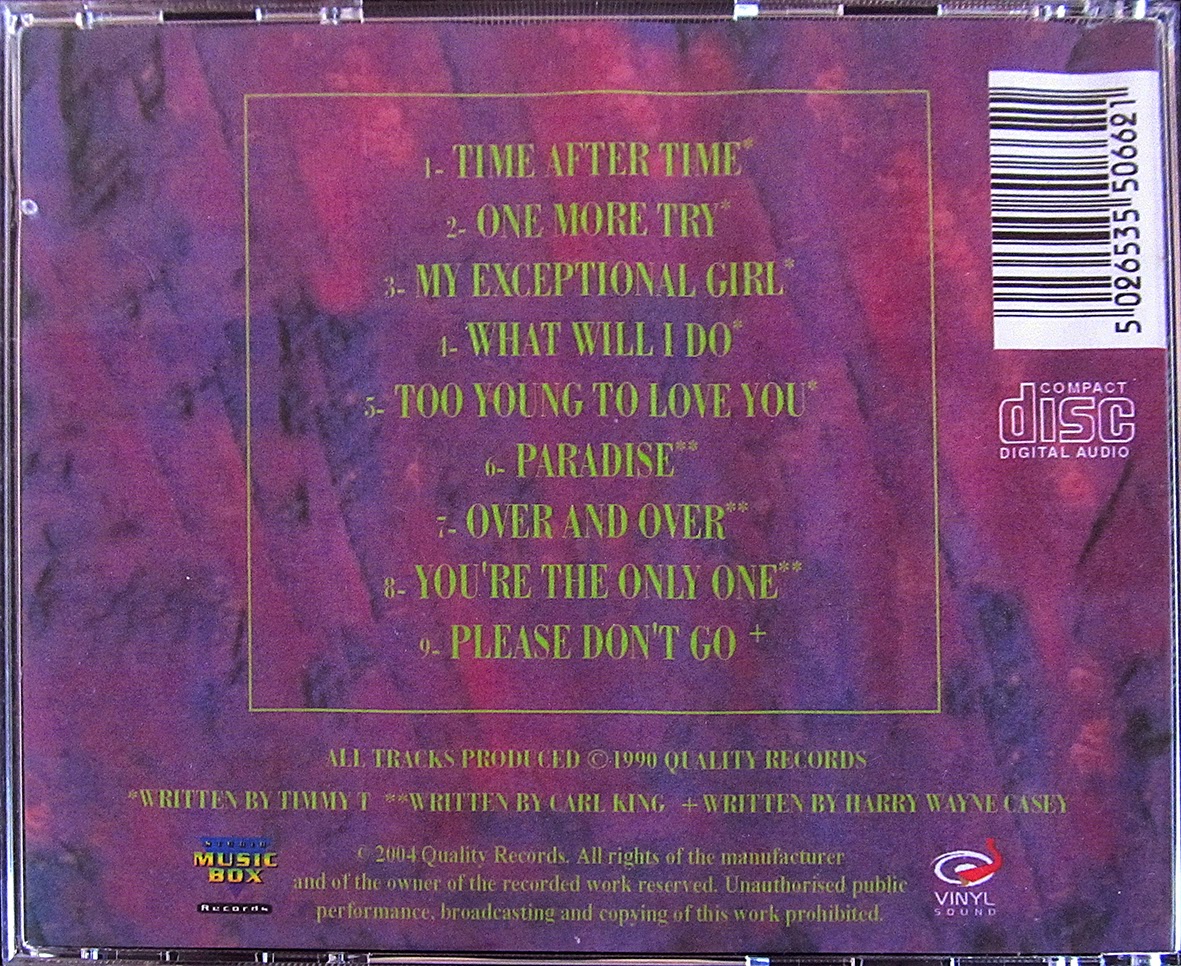 1- TIME AFTER TIME*
2- ONE MORE TRY*
3- MY EXCEPTIONAL GIRL*
4- WHAT WILL I DO*
5- TOO YOUNG TO LOVE YOU*
6- PARADISE**
7- OVER AND OVER**
8- YOU'RE THE ONLY ONE**
9- PLEASE DON'T GO +
5 026535 506621
COMPACT
disc
DIGITAL AUDIO
ALL TRACKS PRODUCED ©1990 QUALITY RECORDS
*WRITTEN BY TIMMY T **WRITTEN BY CARL KING +WRITTEN BY HARRY WAYNE CASEY
STUDIO
MUSIC
BOX
Records
© 2004 Quality Records. All rights of the manufacturer
and of the owner of the recorded work reserved. Unauthorised public
performance, broadcasting and copying of this work prohibited.
VINYL
SOUND